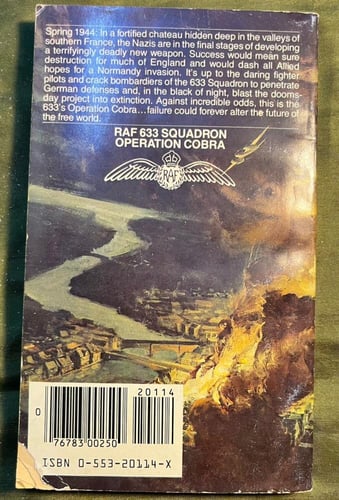 Spring 1944: In a fortified chateau hidden deep in the valleys of
southern France, the Nazis are in the final stages of developing
a terrifyingly deadly new weapon. Success would mean sure
destruction for much of England and would dash all Allied
hopes for a Normandy invasion. It's up to the daring fighter
pilots and crack bombardiers of the 633 Squadron to penetrate
German defenses and, in the black of night, blast the dooms-
day project into extinction. Against incredible odds, this is the
633's Operation Cobra...failure could forever alter the future of
the free world.
RAF 633 SQUADRON
OPERATION COBRA
RAF
20114
0
76783 00250
ISBN 0-553-20114-X